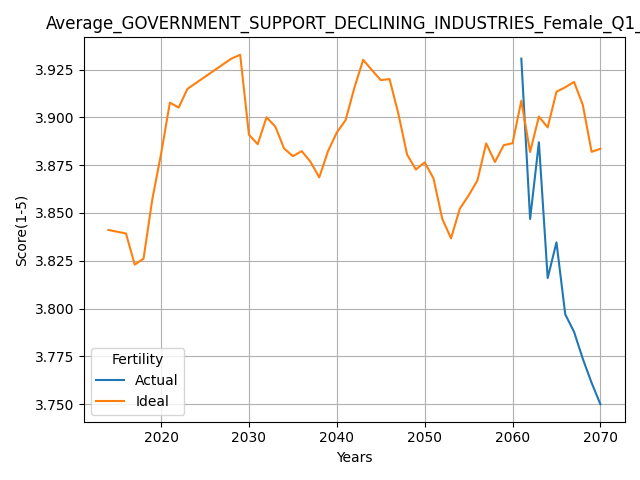 Average_GOVERNMENT_SUPPORT_DECLINING_INDUSTRIES_Female_Q1_
Score(1-5)
3.925
3.900
3.875
3.850
3.825
3.800
3.775
3.750
Fertility
Actual
Ideal
2020 2030 2040 2050 2060 2070
Years